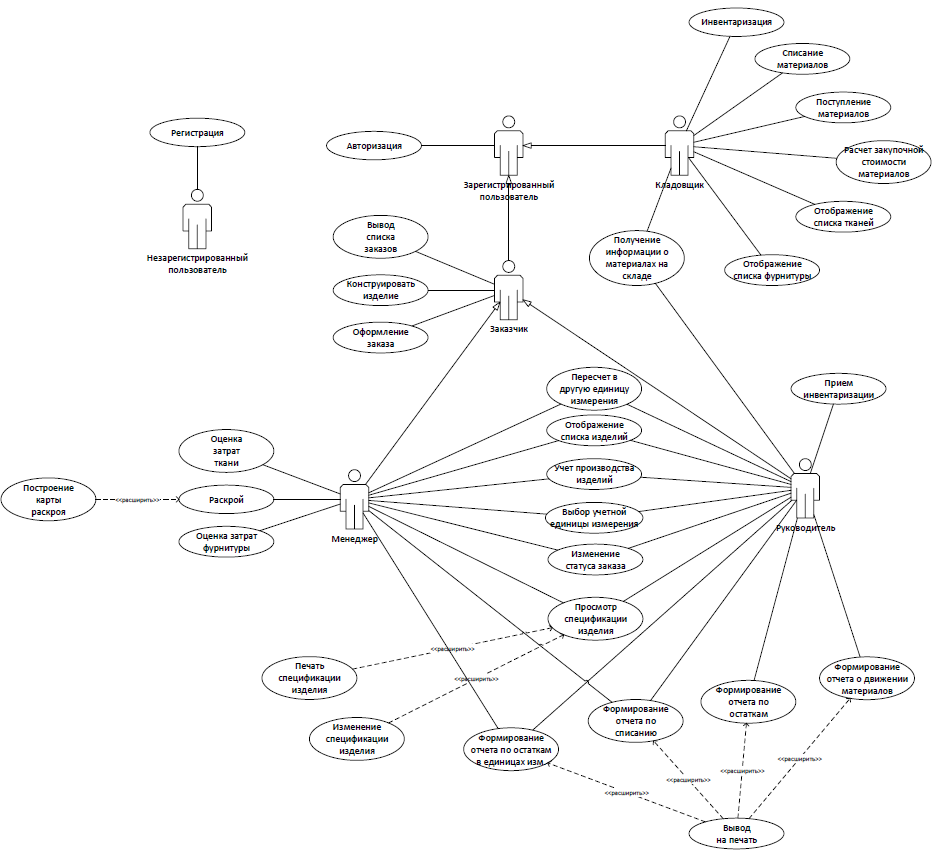 Инвентаризация
Списание
материалов
Поступление
материалов
Регистрация
Авторизация
Расчет закупочной
стоимости
материалов
Зарегистрированный
пользователь
Кладовщик
Отображение
списка тканей
Вывод
списка
заказов
Получение
информации о
материалах на
складе
Незарегистрированный
пользователь
Отображение
списка фурнитуры
Конструировать
изделие
Заказчик
Оформление
заказа
Пересчет в
другую единицу
измерения
Прием
инвентаризации
Отображение
списка изделий
Оценка
затрат
ткани
Учет производства
изделий
Построение
карты
раскроя
<<расширить>>
Раскрой
Выбор учетной
единицы измерения
Руководитель
Оценка затрат
фурнитуры
Менеджер
Изменение
статуса заказа
Просмотр
спецификации
изделия
<<расширить>>
Печать
спецификации
изделия
<<расширить>>
Формирование
отчета о движении
материалов
Формирование
отчета по
остаткам
Формирование
отчета по
списанию
Изменение
спецификации
изделия
Формирование
отчета по остаткам
в единицах изм.
<<расширить>>
<<расширить>>
<<расширить>>
<<расширить>>
Вывод
на печать